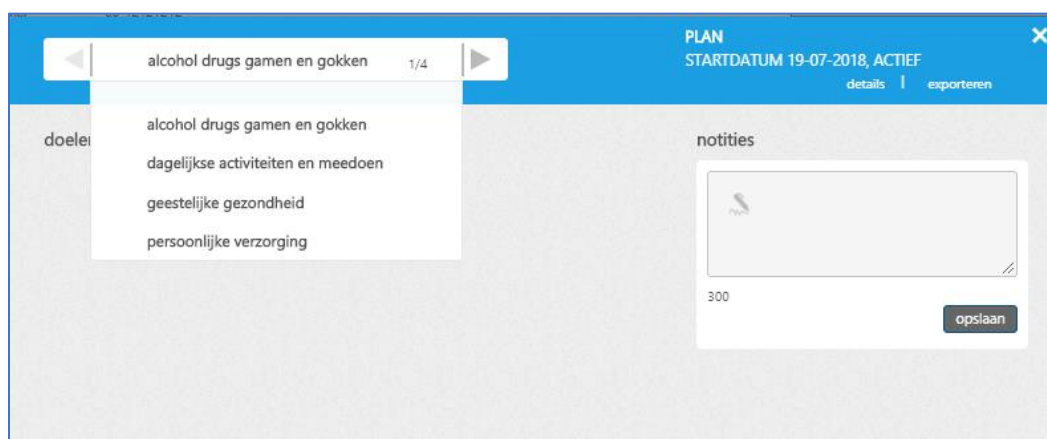 alcohol drugs gamen en gokken 1/4
PLAN
STARTDATUM 19-07-2018, ACTIEF
details | exporteren
alcohol drugs gamen en gokken
dagelijkse activiteiten en meedoen
geestelijke gezondheid
persoonlijke verzorging
notities
300
opslaan